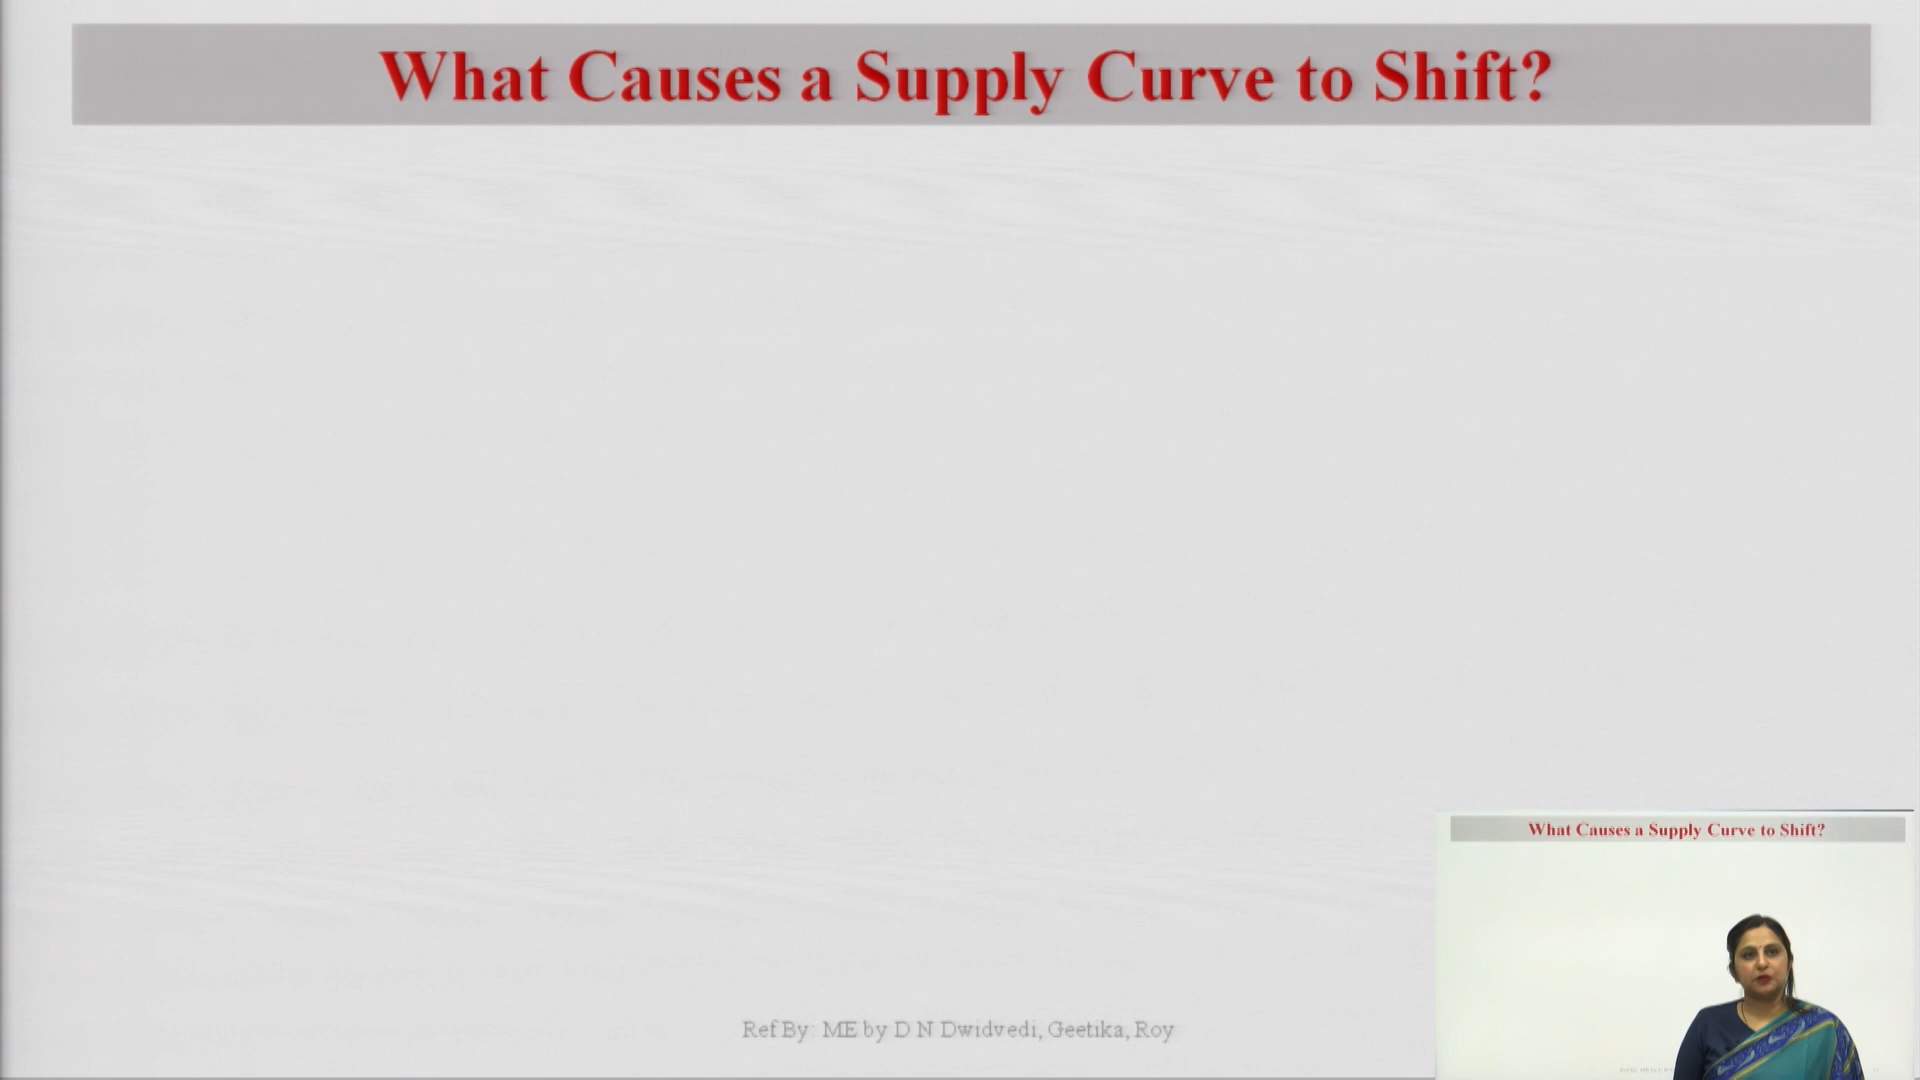 What Causes a Supply Curve to Shift?
What Causes a Supply Curve to Shift?
Ref By: ME by D N Dwidvedi, Geetika, Roy